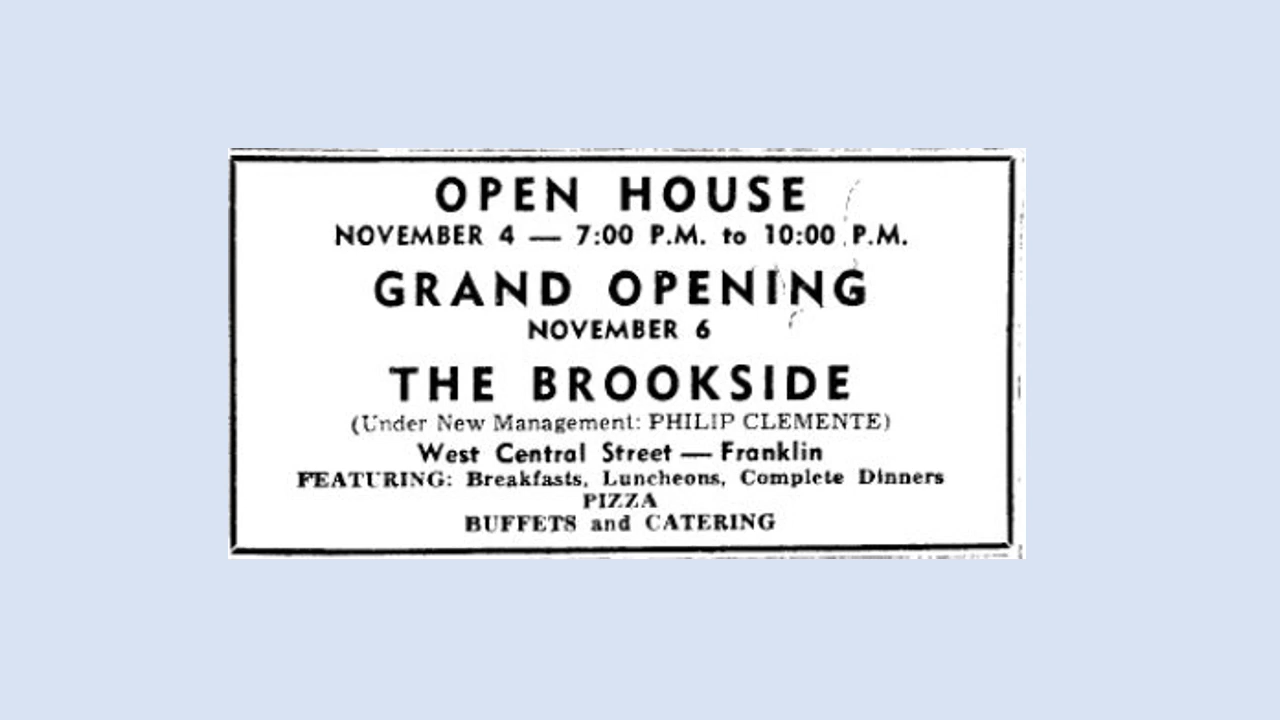 OPEN HOUSE
NOVEMBER 4 — 7:00 P.M. to 10:00 P.M.
GRAND OPENING
NOVEMBER 6
THE BROOKSIDE
(Under New Management: PHILIP CLEMENTE)
West Central Street — Franklin
FEATURING: Breakfasts, Luncheons, Complete Dinners
PIZZA
BUFFETS and CATERING